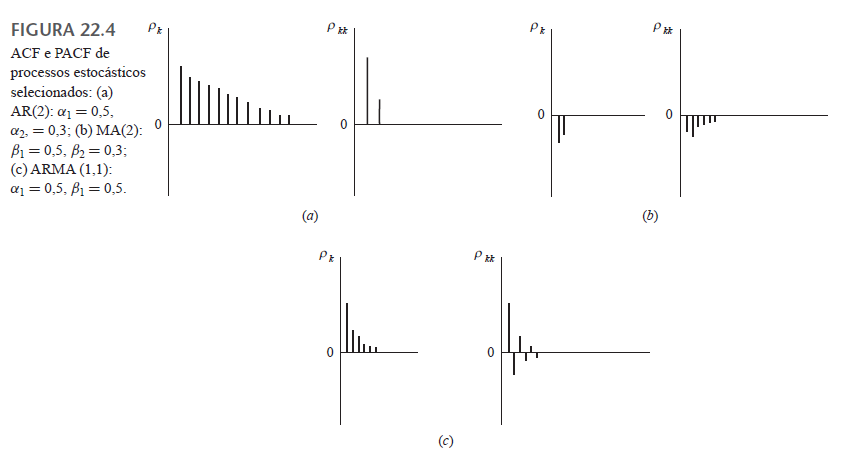 FIGURA 22.4
ACF e PACF de
processos estocásticos
selecionados: (a)
AR(2): α1 = 0,5,
α2, = 0,3; (b) MA(2):
β1 = 0,5, β2 = 0,3;
(c) ARMA (1,1):
α1 = 0,5, β1 = 0,5.
ρk
0
ρkk
0
(a)
ρk
0
ρkk
0
(b)
ρk
0
ρkk
0
(c)